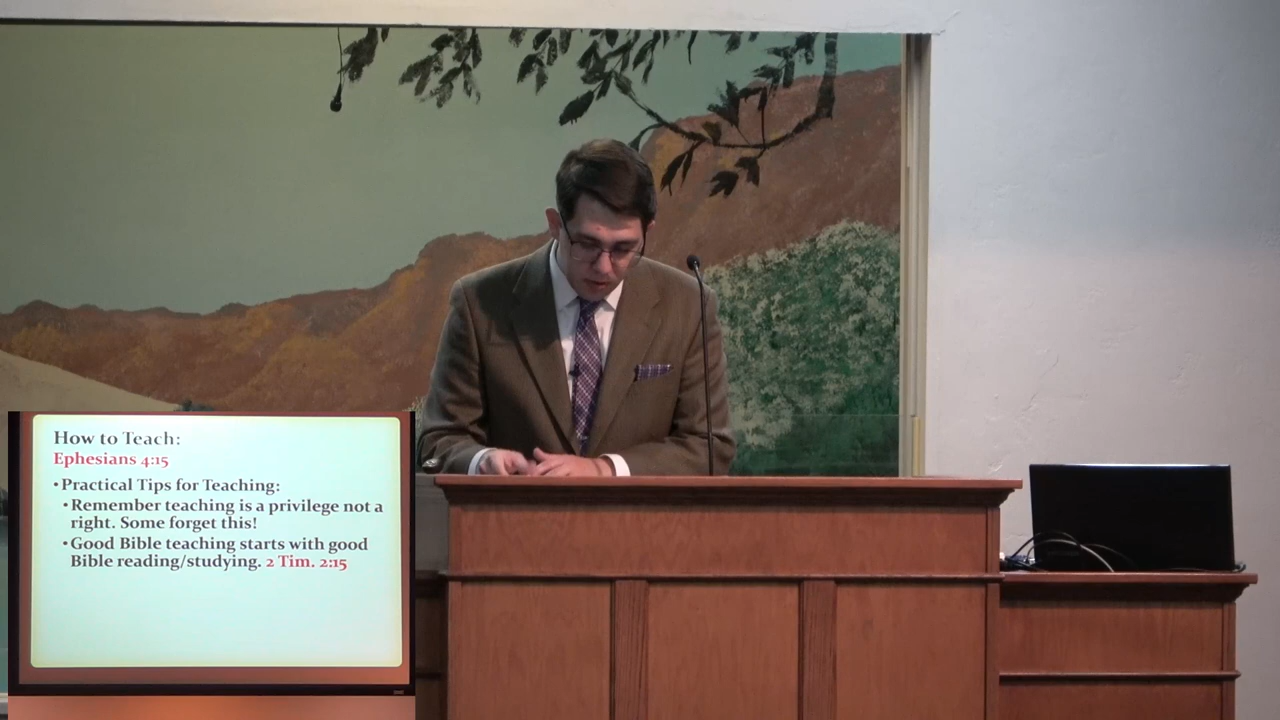 How to Teach:
Ephesians 4:15
•Practical Tips for Teaching:
•Remember teaching is a privilege not a
right. Some forget this!
•Good Bible teaching starts with good
Bible reading/studying. 2 Tim. 2:15